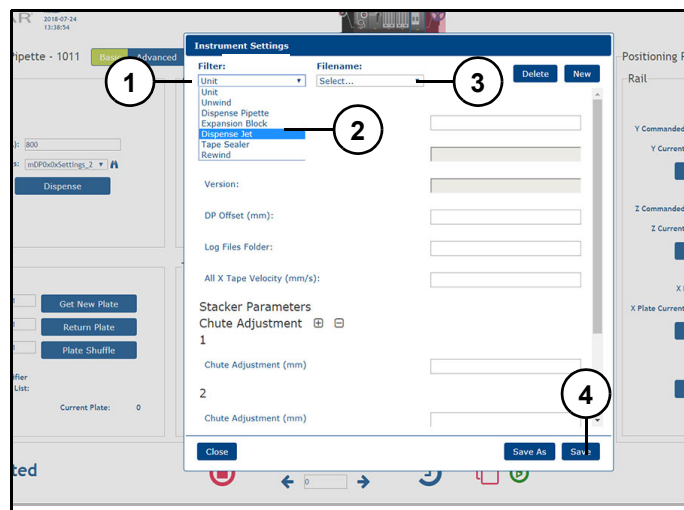 2018-07-24
13:38:54
Instrument Settings
Pipette - 1011
Advanced
Positioning
Filter:
Filename:
Unit
Select...
Delete
New
Rail
1
3
Unit
Unwind
Dispense Pipette
Expansion Block
Dispense Jet
Tape Sealer
Rewind
2
800
mDP0x0xSettings_2
Dispense
Y Commanded
Y Current
Version:
DP Offset (mm):
Z Commanded
Z Current
Log Files Folder:
All X Tape Velocity (mm/s):
Get New Plate
Return Plate
Plate Shuffle
Stacker Parameters
Chute Adjustment
1
X Plate Current
Chute Adjustment (mm)
List:
2
4
Current Plate: 0
Chute Adjustment (mm)
Close
Save As
Save
0